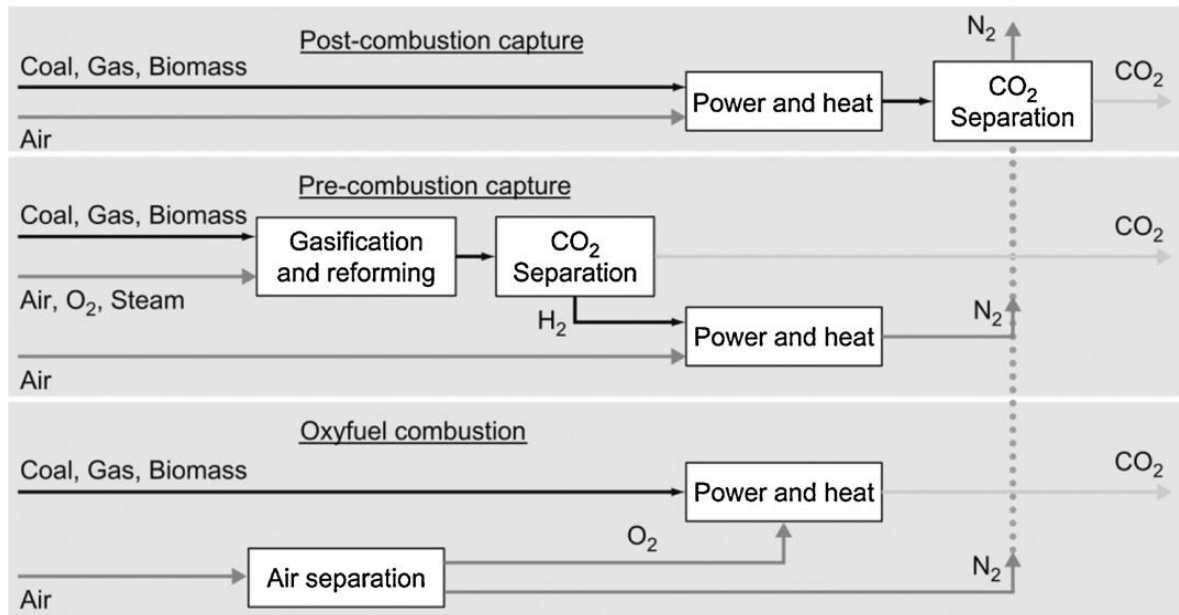 Post-combustion capture
N₂
Coal, Gas, Biomass
CO₂
Power and heat
CO₂
Separation
Air
Pre-combustion capture
Coal, Gas, Biomass
CO₂
Gasification
and reforming
CO₂
Separation
Air, O₂, Steam
H₂
N₂
Power and heat
Air
Oxyfuel combustion
Coal, Gas, Biomass
CO₂
Power and heat
O₂
Air separation
N₂
Air